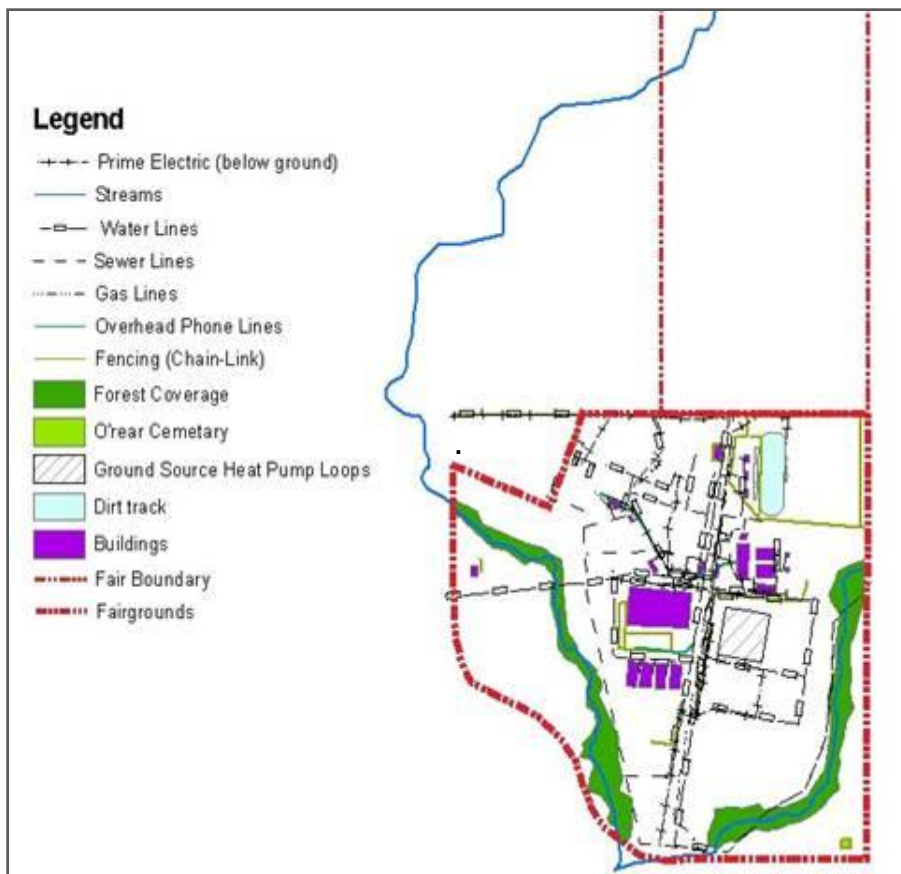 Legend
Prime Electric (below ground)
Streams
Water Lines
Sewer Lines
Gas Lines
Overhead Phone Lines
Fencing (Chain-Link)
Forest Coverage
O'rear Cemetary
Ground Source Heat Pump Loops
Dirt track
Buildings
Fair Boundary
Fairgrounds